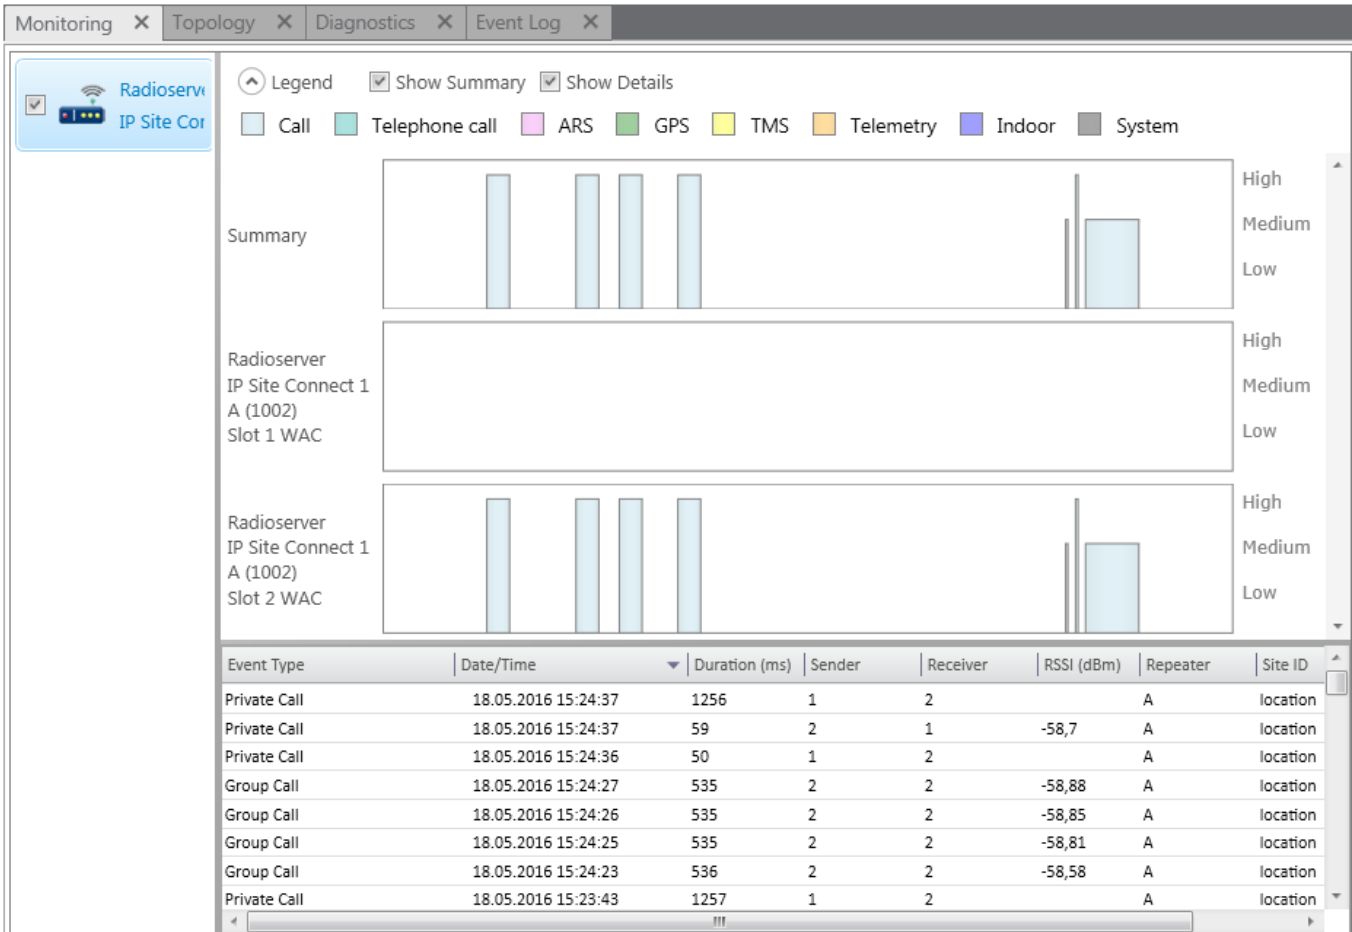 Monitoring Topology Diagnostics Event Log
Radioserve
IP Site Cor
Legend Show Summary Show Details
Call Telephone call ARS GPS TMS Telemetry Indoor System
Summary
High
Medium
Low
Radioserver
IP Site Connect 1
A (1002)
Slot 1 WAC
High
Medium
Low
Radioserver
IP Site Connect 1
A (1002)
Slot 2 WAC
High
Medium
Low
Event Type Date/Time Duration (ms) Sender Receiver RSSI (dBm) Repeater Site ID
Private Call 18.05.2016 15:24:37 1256 1 2 A location
Private Call 18.05.2016 15:24:37 59 2 1 -58,7 A location
Private Call 18.05.2016 15:24:36 50 1 2 A location
Group Call 18.05.2016 15:24:27 535 2 2 -58,88 A location
Group Call 18.05.2016 15:24:26 535 2 2 -58,85 A location
Group Call 18.05.2016 15:24:25 535 2 2 -58,81 A location
Group Call 18.05.2016 15:24:23 536 2 2 -58,58 A location
Private Call 18.05.2016 15:23:43 1257 1 2 A location